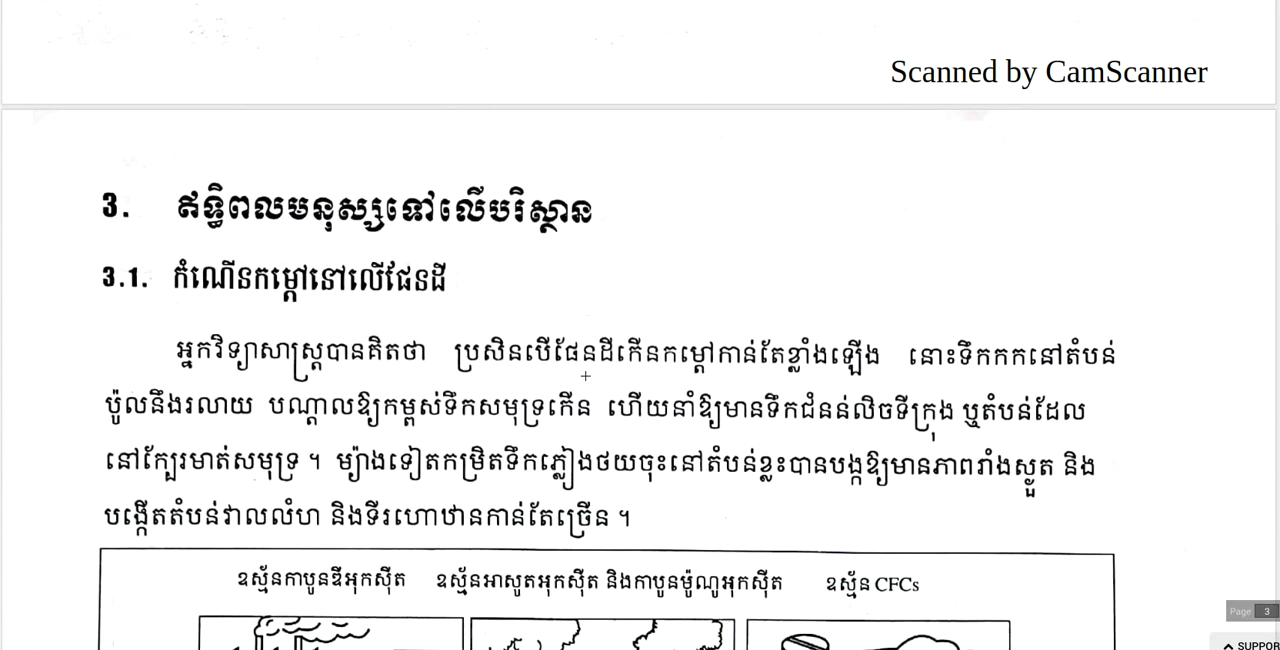 Scanned by CamScanner
3. ឥទ្ធិពលមនុស្សទៅលើបរិស្ថាន
3.1. កំណើនកម្ដៅនៅលើផែនដី
អ្នកវិទ្យាសាស្ត្របានគិតថា ប្រសិនបើផែនដីកើនកម្ដៅកាន់តែខ្លាំងឡើង នោះទឹកកកនៅតំបន់
ប៉ូលនឹងរលាយ បណ្ដាលឱ្យកម្ពស់ទឹកសមុទ្រកើន ហើយនាំឱ្យមានទឹកជំនន់លិចទីក្រុង ឬតំបន់ដែល
នៅក្បែរមាត់សមុទ្រ ។ ម្យ៉ាងទៀតកម្រិតទឹកភ្លៀងថយចុះនៅតំបន់ខ្លះបានបង្កឱ្យមានភាពរាំងស្ងួត និង
បង្កើតតំបន់វាលលំហ និងទីរហោឋានកាន់តែច្រើន ។
ឧស្ម័នកាបូនឌីអុកស៊ីត ឧស្ម័នអាសូតអុកស៊ីត និងកាបូនម៉ូណូអុកស៊ីត ឧស្ម័ន CFCs
Page 3
SUPPOR